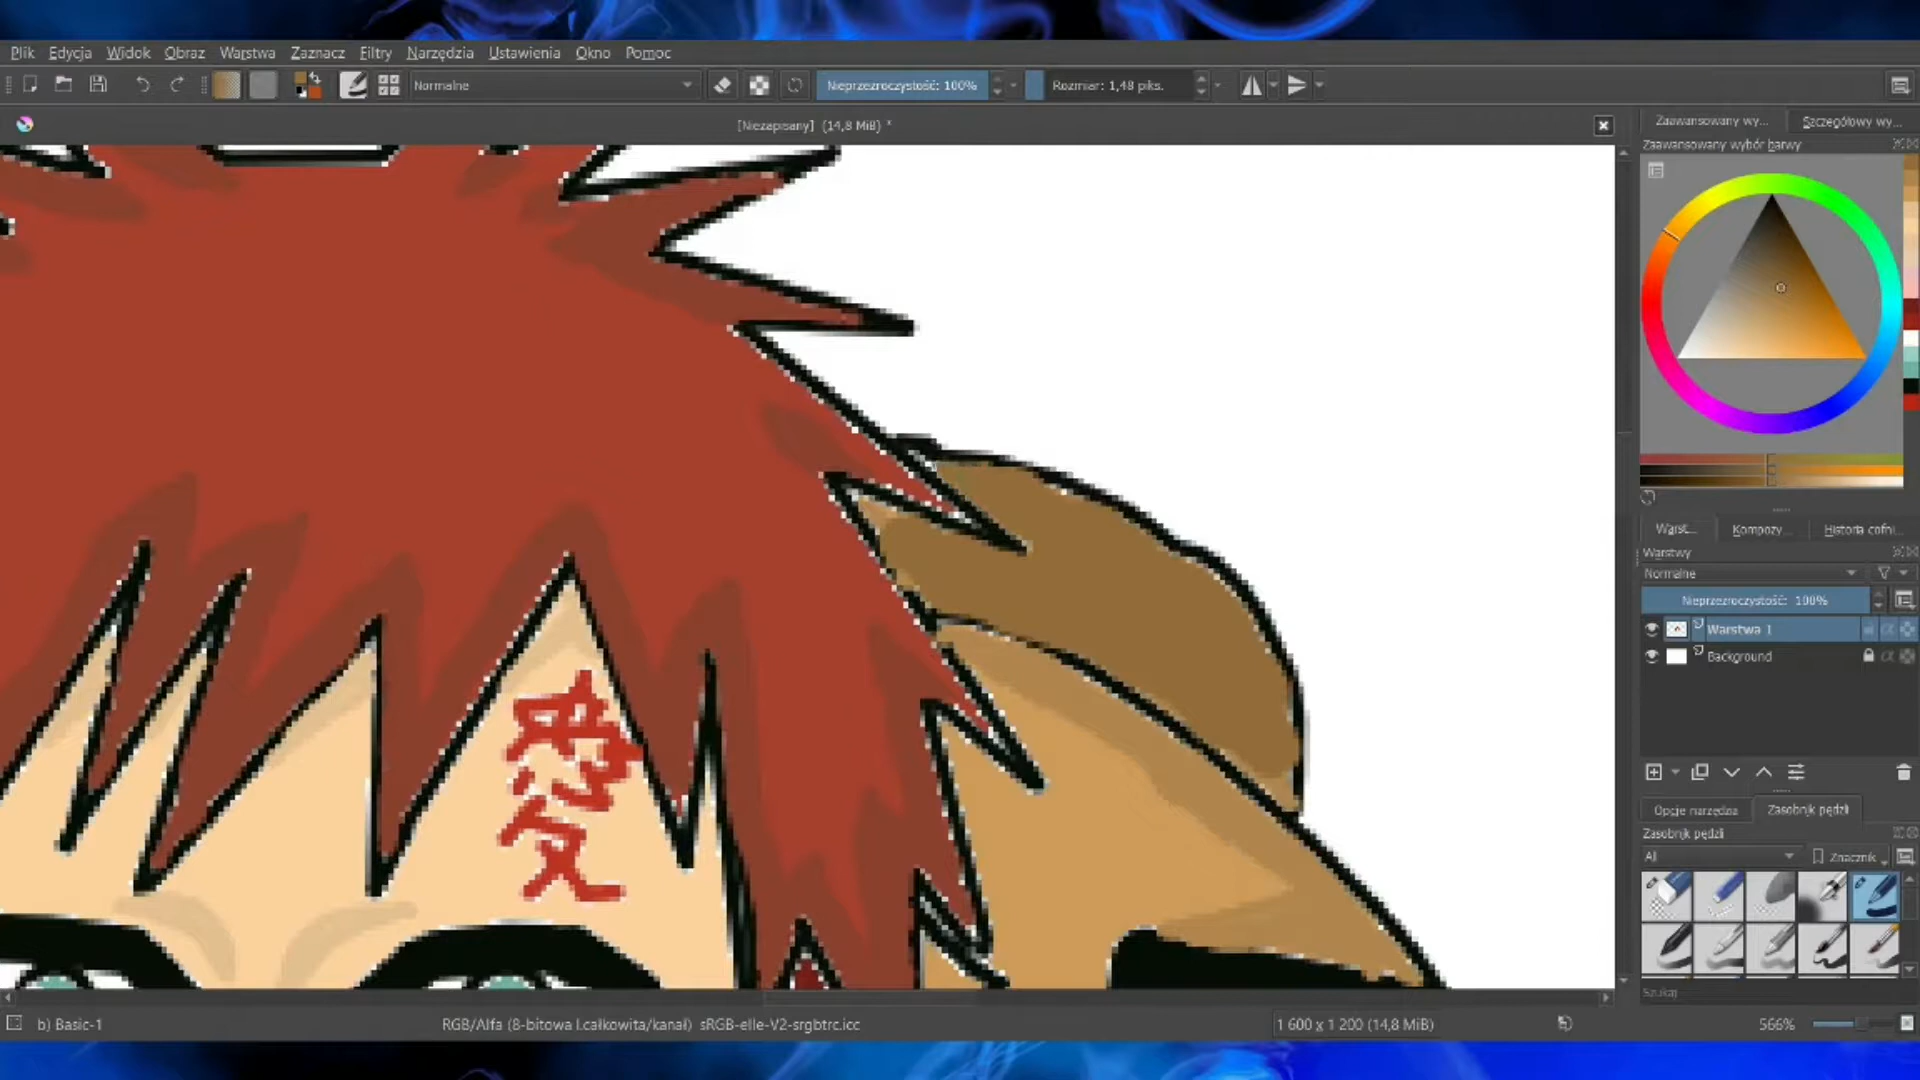 Plik Edycja Widok Obraz Warstwa Zaznacz Filtry Narzędzia Ustawienia Okno Pomoc
Normalne Nieprzezroczystość: 100% Rozmiar: 1,48 piks.
[Niezapisany] (14,8 MiB) *
Zaawansowany wy... Szczegółowy wy...
Zaawansowany wybór barwy
Warst... Kompozy... Historia cofni...
Warstwy
Normalne
Nieprzezroczystość: 100%
Warstwa 1
Background
愛
Opcje narzędzia Zasobnik pędzli
Zasobnik pędzli
All Znacznik
Szukaj
b) Basic-1 RGB/Alfa (8-bitowa l.całkowita/kanał) sRGB-elle-V2-srgbtrc.icc 1 600 x 1 200 (14,8 MiB) 566%